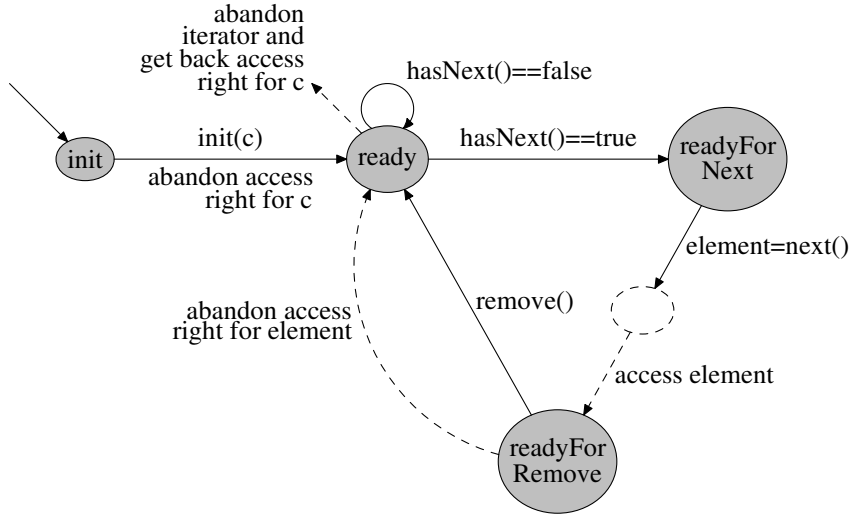 abandon
iterator and
get back access
right for c
hasNext()==false
init
init(c)
abandon access
right for c
ready
hasNext()==true
readyFor
Next
element=next()
abandon access
right for element
remove()
access element
readyFor
Remove